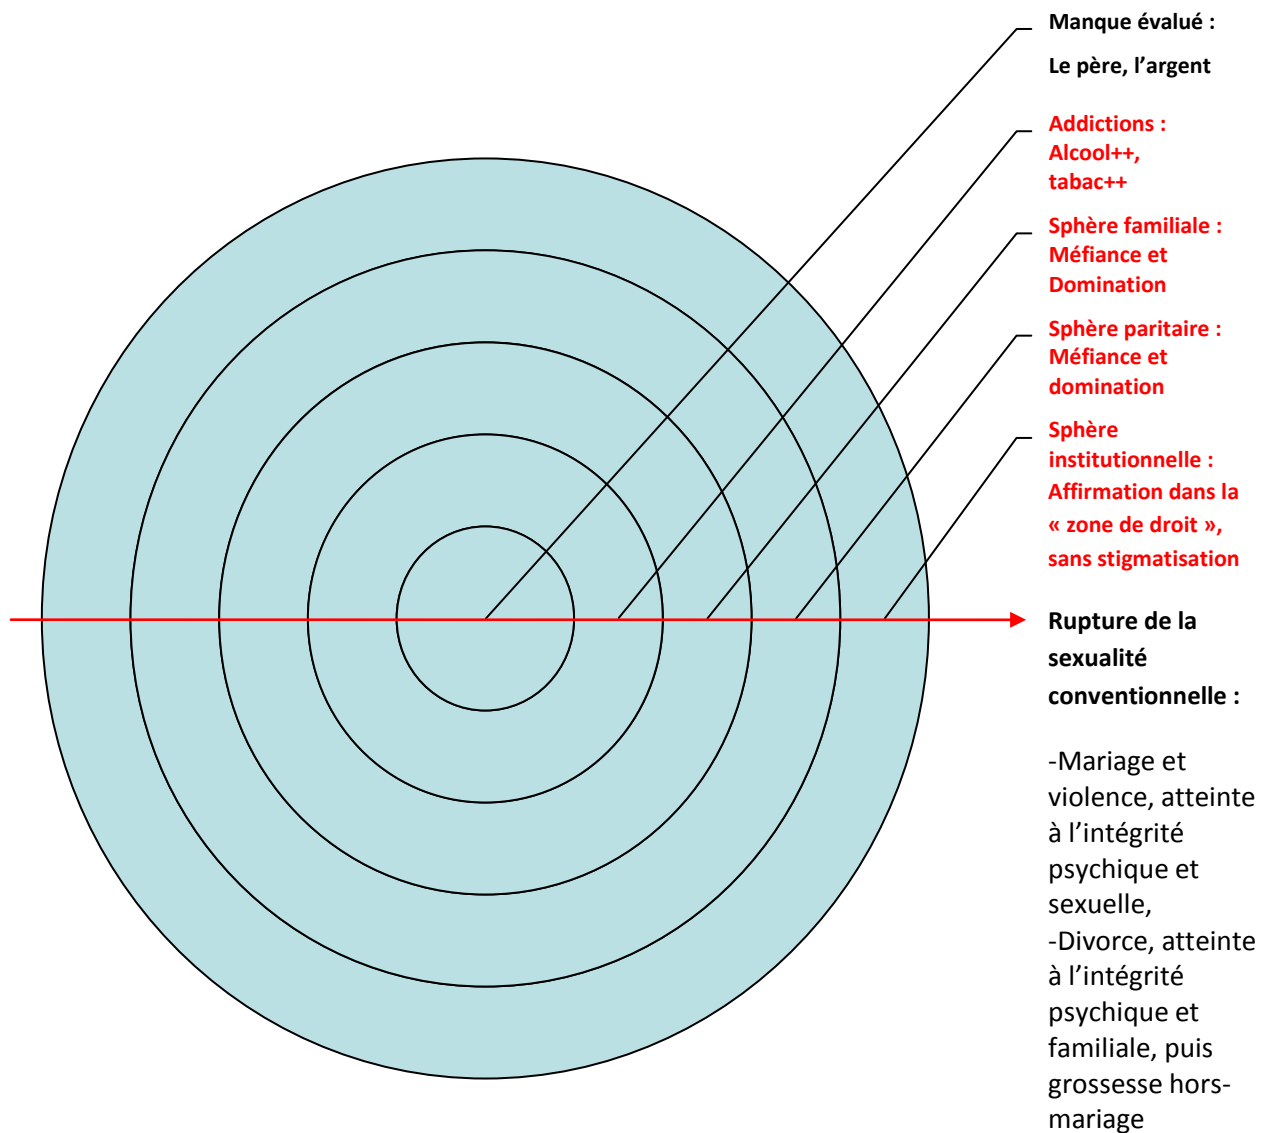 Manque évalué :
Le père, l’argent
Addictions :
Alcool++,
tabac++
Sphère familiale :
Méfiance et
Domination
Sphère paritaire :
Méfiance et
domination
Sphère
institutionnelle :
Affirmation dans la
« zone de droit »,
sans stigmatisation
Rupture de la
sexualité
conventionnelle :
-Mariage et
violence, atteinte
à l’intégrité
psychique et
sexuelle,
-Divorce, atteinte
à l’intégrité
psychique et
familiale, puis
grossesse hors-
mariage